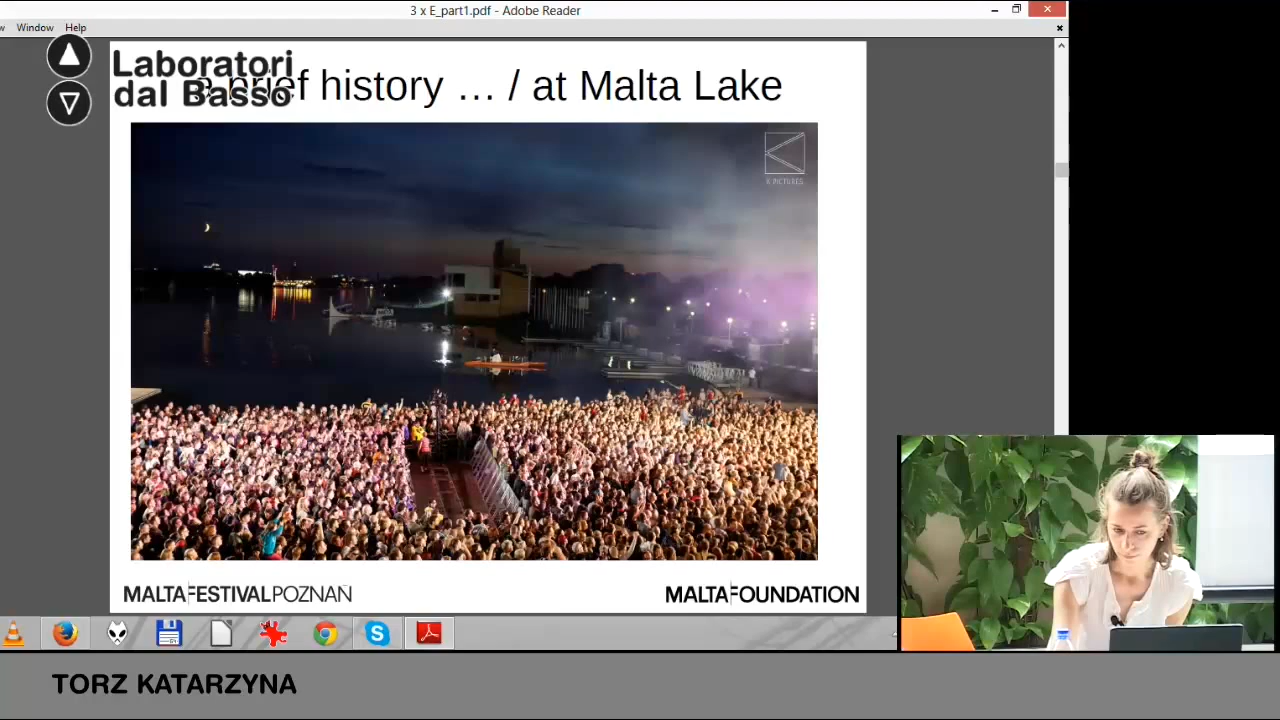 3 x E_part1.pdf - Adobe Reader
w Window Help
Laboratori
dal Basso
a brief history … / at Malta Lake
K PICTURES
MALTAFESTIVALPOZNAŃ
MALTAFOUNDATION
TORZ KATARZYNA